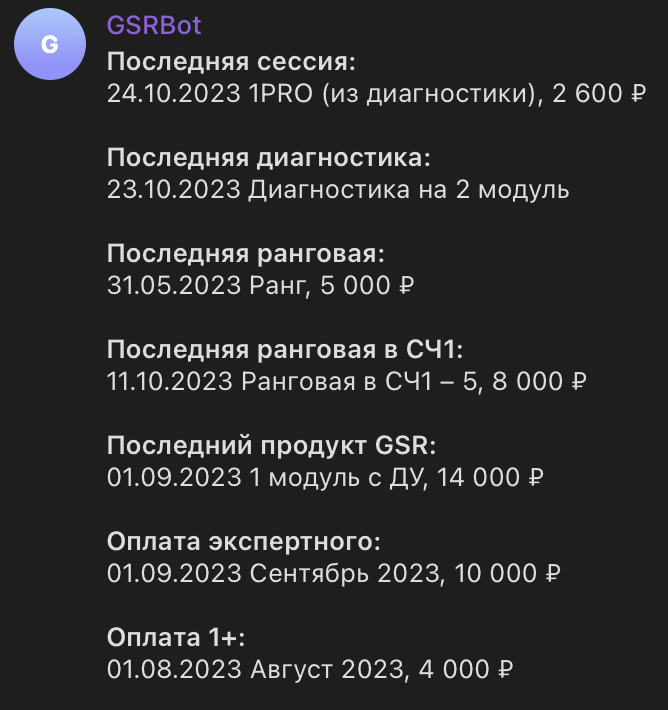 G
GSRBot
Последняя сессия:
24.10.2023 1PRO (из диагностики), 2 600 ₽
Последняя диагностика:
23.10.2023 Диагностика на 2 модуль
Последняя ранговая:
31.05.2023 Ранг, 5 000 ₽
Последняя ранговая в СЧ1:
11.10.2023 Ранговая в СЧ1 – 5, 8 000 ₽
Последний продукт GSR:
01.09.2023 1 модуль с ДУ, 14 000 ₽
Оплата экспертного:
01.09.2023 Сентябрь 2023, 10 000 ₽
Оплата 1+:
01.08.2023 Август 2023, 4 000 ₽